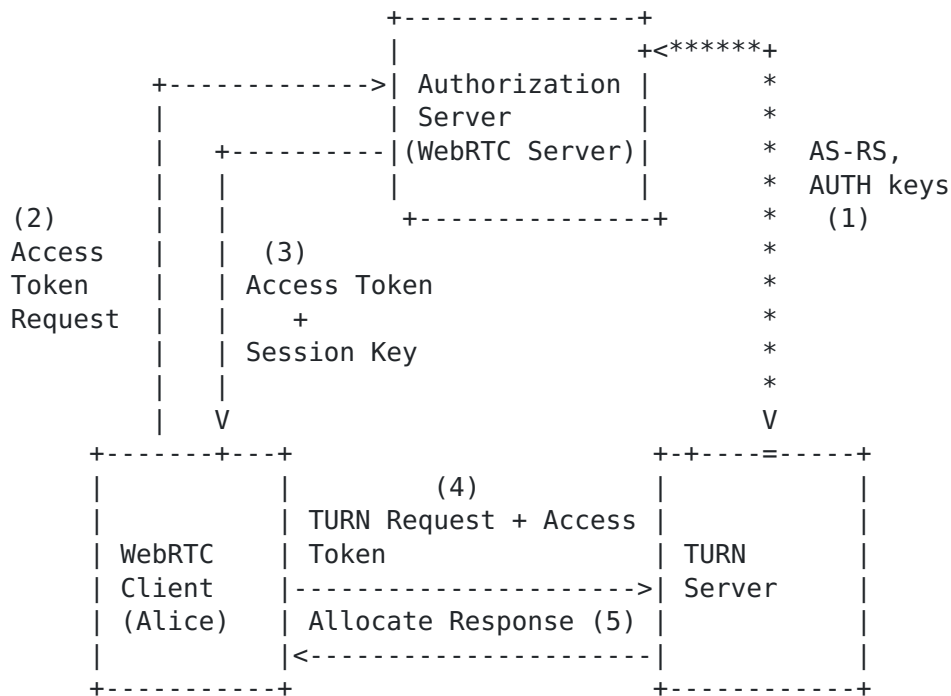 Authorization
Server
(WebRTC Server)
AS-RS,
AUTH keys
(1)
(2)
Access
Token
Request
(3)
Access Token
+
Session Key
(4)
TURN Request + Access
Token
WebRTC
Client
(Alice)
TURN
Server
Allocate Response (5)